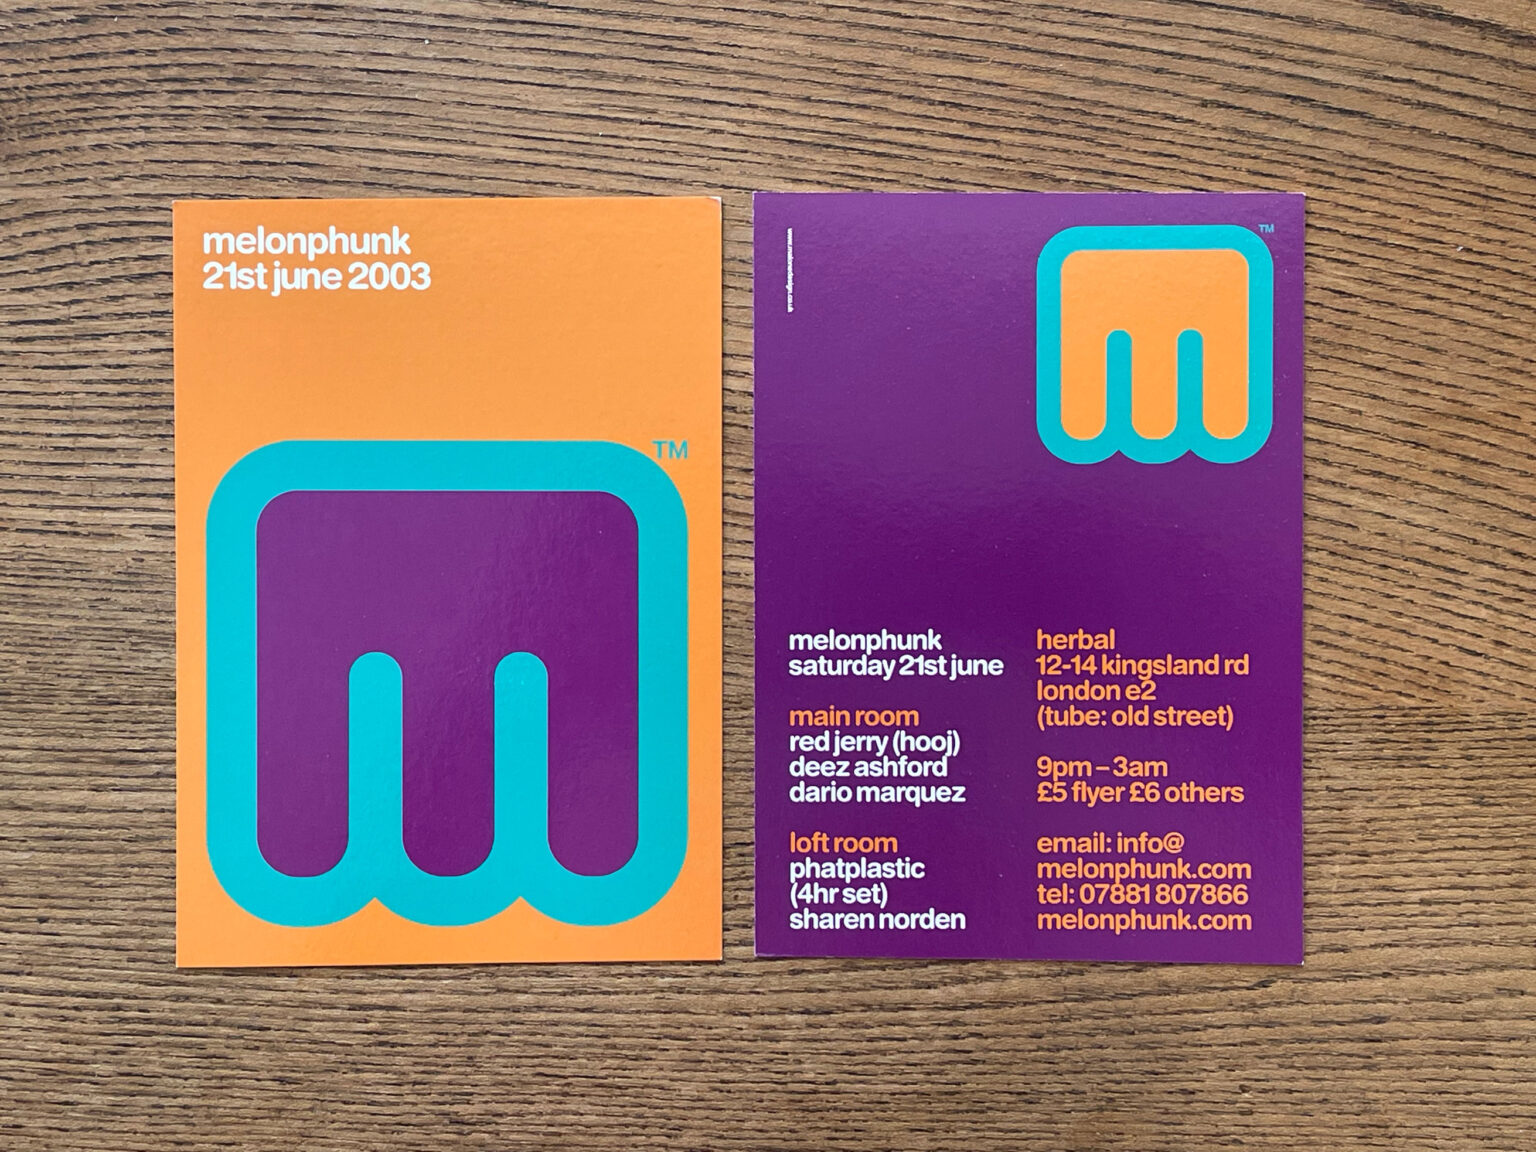 melonphunk
21st june 2003
TM
TM
melonphunk
saturday 21st june
main room
red jerry (hooj)
deez ashford
dario marquez
loft room
phatplastic
(4hr set)
sharen norden
herbal
12-14 kingsland rd
london e2
(tube: old street)
9pm – 3am
£5 flyer £6 others
email: info@
melonphunk.com
tel: 07881 807866
melonphunk.com